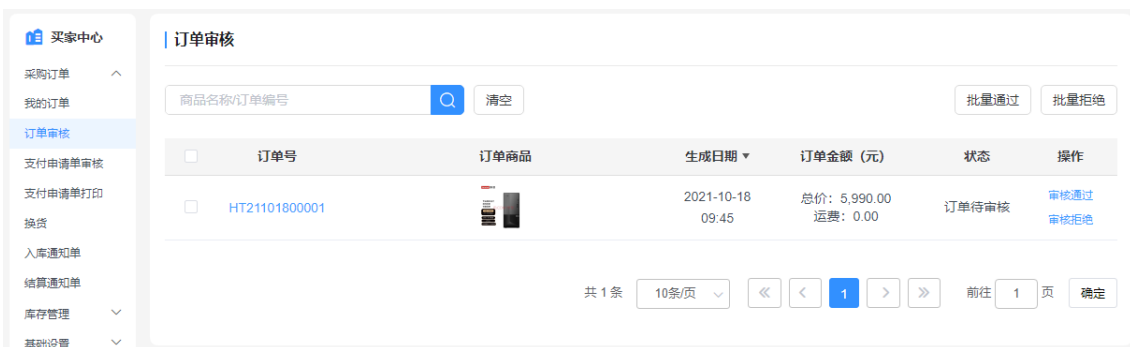 买家中心
采购订单
我的订单
订单审核
支付申请单审核
支付申请单打印
换货
入库通知单
结算通知单
库存管理
基础设置
订单审核
商品名称/订单编号
清空
批量通过
批量拒绝
订单号 订单商品 生成日期 订单金额（元） 状态 操作
HT21101800001
2021-10-18
09:45
总价：5,990.00
运费：0.00
订单待审核
审核通过
审核拒绝
共 1 条 10条/页 1 前往 1 页 确定